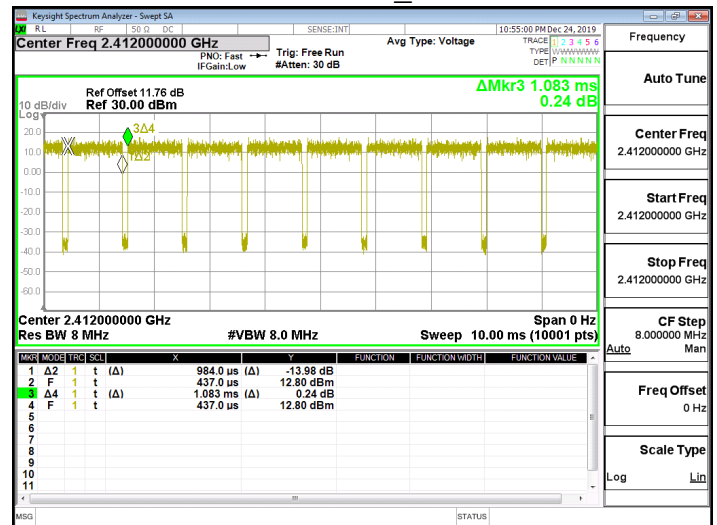 Keysight Spectrum Analyzer - Swept SA
LXI RL RF 50 Ω DC SENSE:INT 10:55:00 PM Dec 24, 2019
Center Freq 2.412000000 GHz Avg Type: Voltage TRACE 1 2 3 4 5 6
PNO: Fast Trig: Free Run TYPE WWWWWW
IFGain:Low #Atten: 30 dB DET P N N N N N
Frequency
Auto Tune
Center Freq
2.412000000 GHz
Start Freq
2.412000000 GHz
Stop Freq
2.412000000 GHz
CF Step
8.000000 MHz
Auto Man
Freq Offset
0 Hz
Scale Type
Log Lin
ΔMkr3 1.083 ms
0.24 dB
Ref Offset 11.76 dB
10 dB/div Ref 30.00 dBm
Log
20.0
10.0
0.00
-10.0
-20.0
-30.0
-40.0
-50.0
-60.0
3Δ4
1Δ2
Center 2.412000000 GHz Span 0 Hz
Res BW 8 MHz #VBW 8.0 MHz Sweep 10.00 ms (10001 pts)
MKR MODE TRC SCL X Y FUNCTION FUNCTION WIDTH FUNCTION VALUE
1 Δ2 1 t (Δ) 984.0 µs (Δ) -13.98 dB
2 F 1 t 437.0 µs 12.80 dBm
3 Δ4 1 t (Δ) 1.083 ms (Δ) 0.24 dB
4 F 1 t 437.0 µs 12.80 dBm
5
6
7
8
9
10
11
MSG STATUS